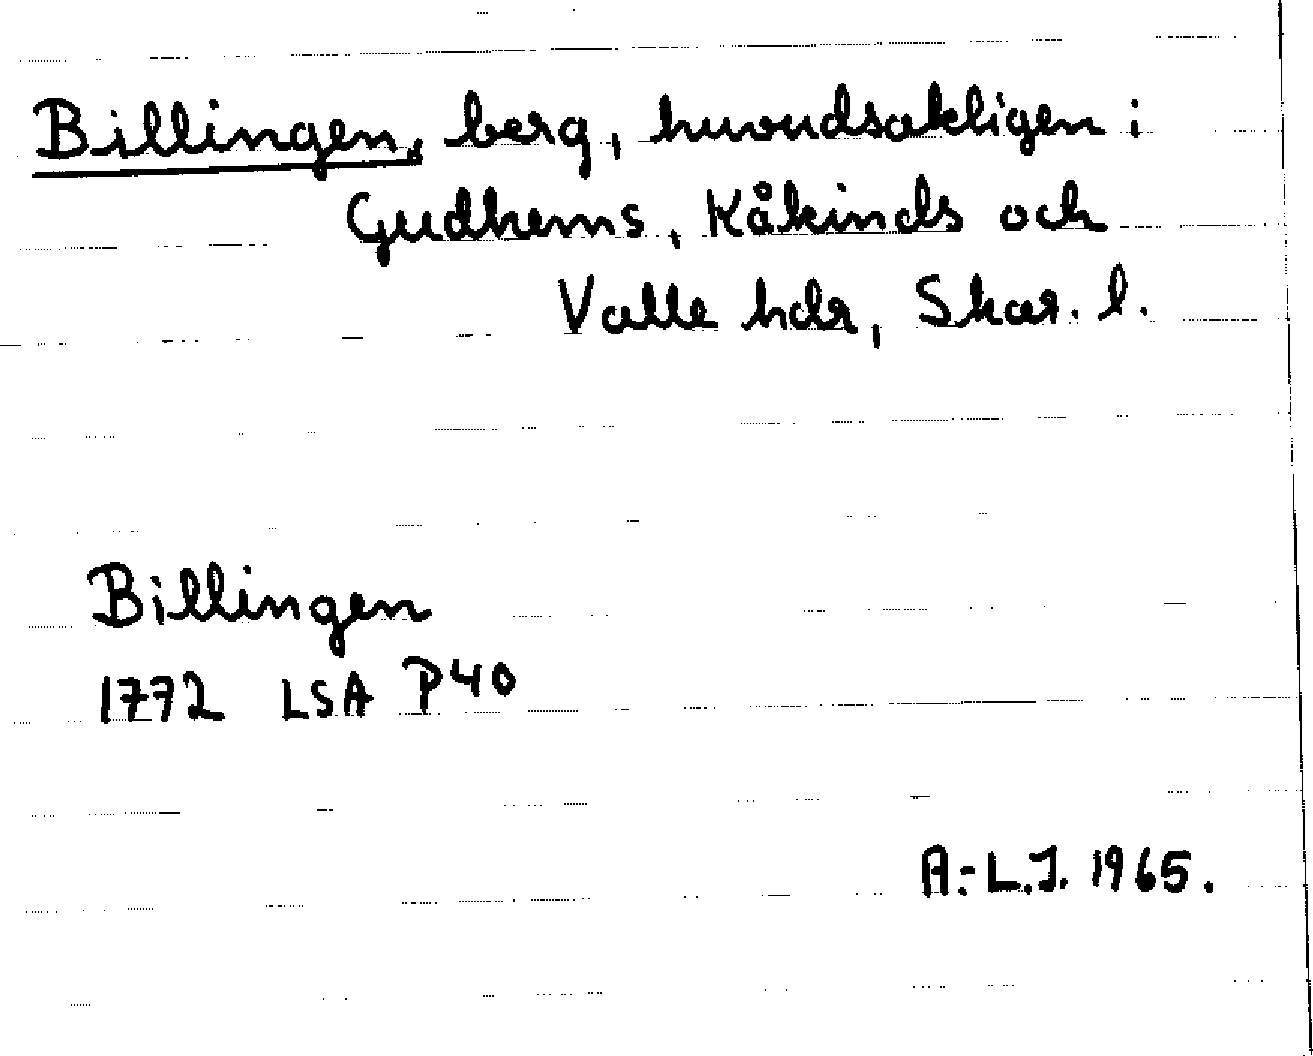 Billingen, berg, huvudsakligen i
Gudhems, Kåkinds och
Valle hdr, Skar. l.
Billingen
1772 LSA P40
A.-L.J. 1965.